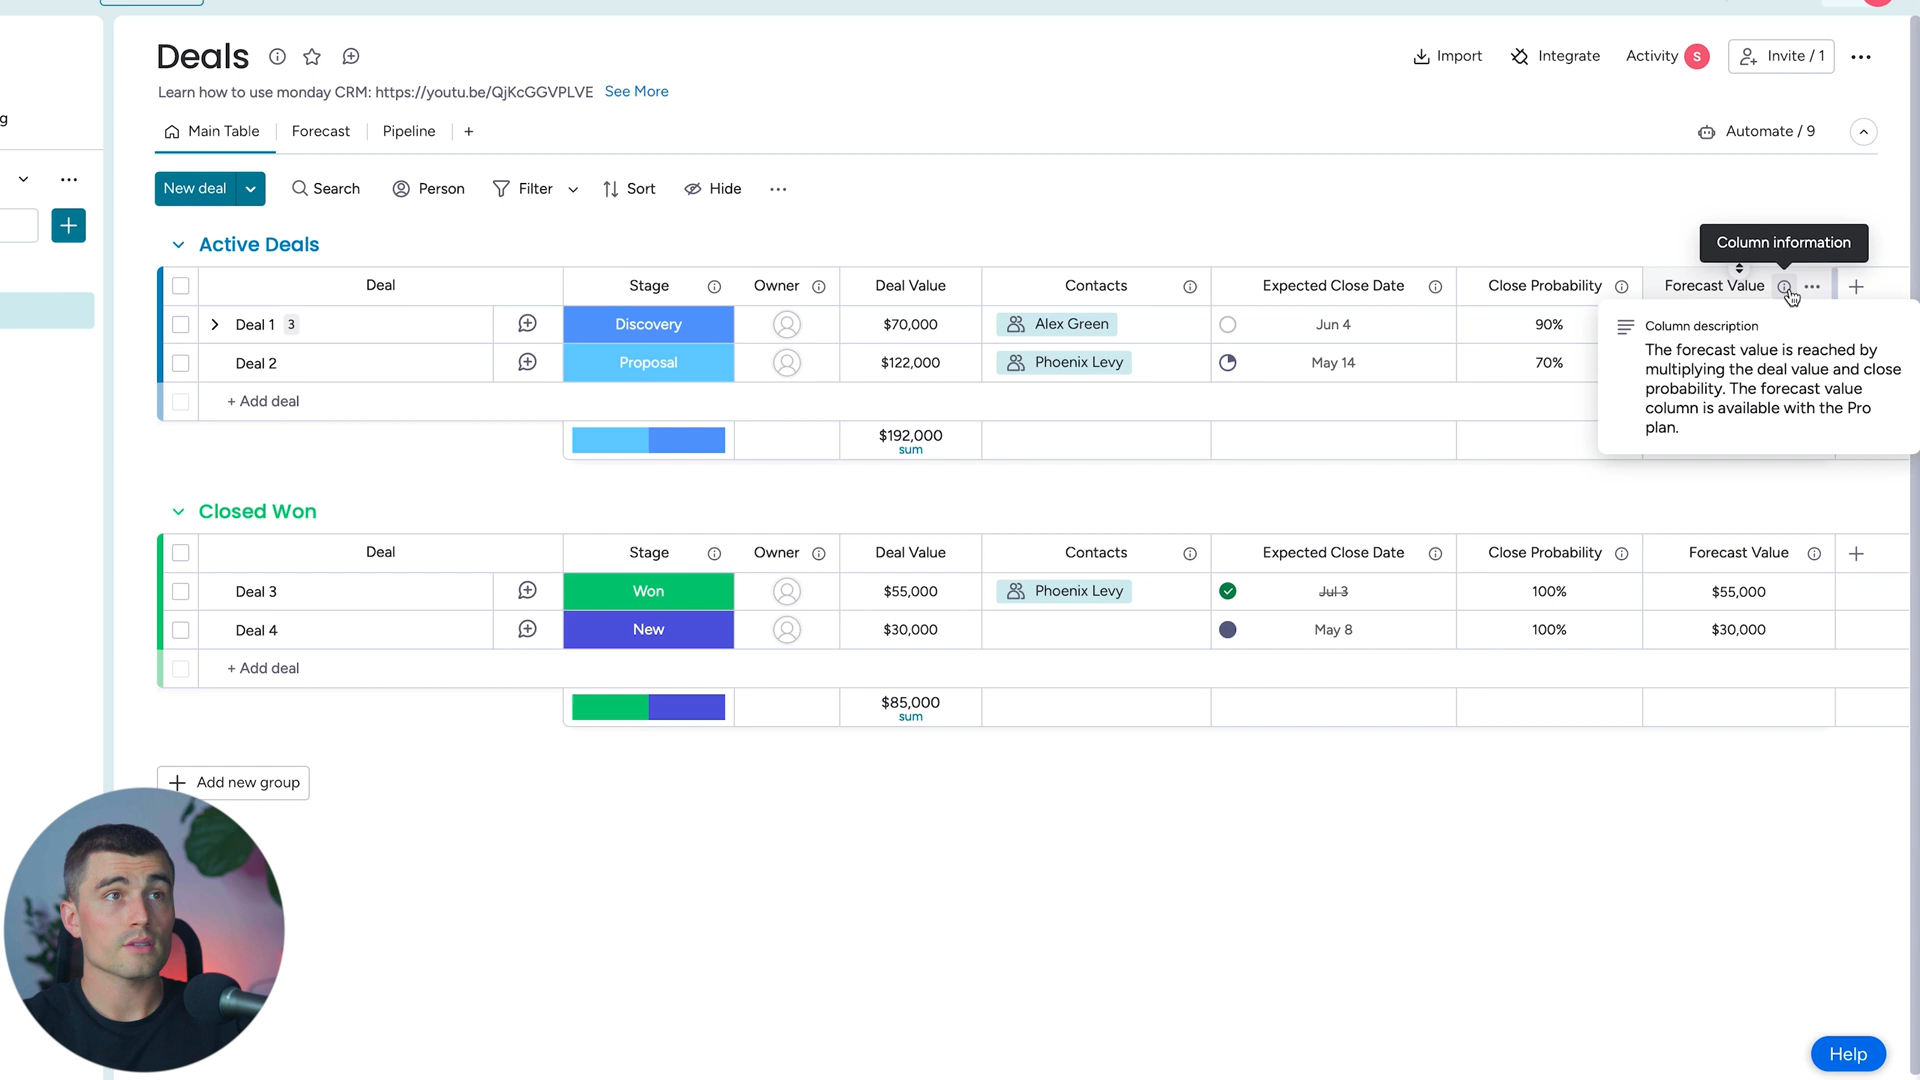 Deals
Import
Integrate
Activity
S
Invite / 1
Learn how to use monday CRM: https://youtu.be/QjKcGGVPLVE See More
g
Main Table
Forecast
Pipeline
+
Automate / 9
New deal
Search
Person
Filter
Sort
Hide
Active Deals
Column information
Deal
Stage
Owner
Deal Value
Contacts
Expected Close Date
Close Probability
Forecast Value
Deal 1 3
Discovery
$70,000
Alex Green
Jun 4
90%
Deal 2
Proposal
$122,000
Phoenix Levy
May 14
70%
+ Add deal
$192,000
sum
Column description
The forecast value is reached by
multiplying the deal value and close
probability. The forecast value
column is available with the Pro
plan.
Closed Won
Deal
Stage
Owner
Deal Value
Contacts
Expected Close Date
Close Probability
Forecast Value
Deal 3
Won
$55,000
Phoenix Levy
Jul 3
100%
$55,000
Deal 4
New
$30,000
May 8
100%
$30,000
+ Add deal
$85,000
sum
Add new group
Help